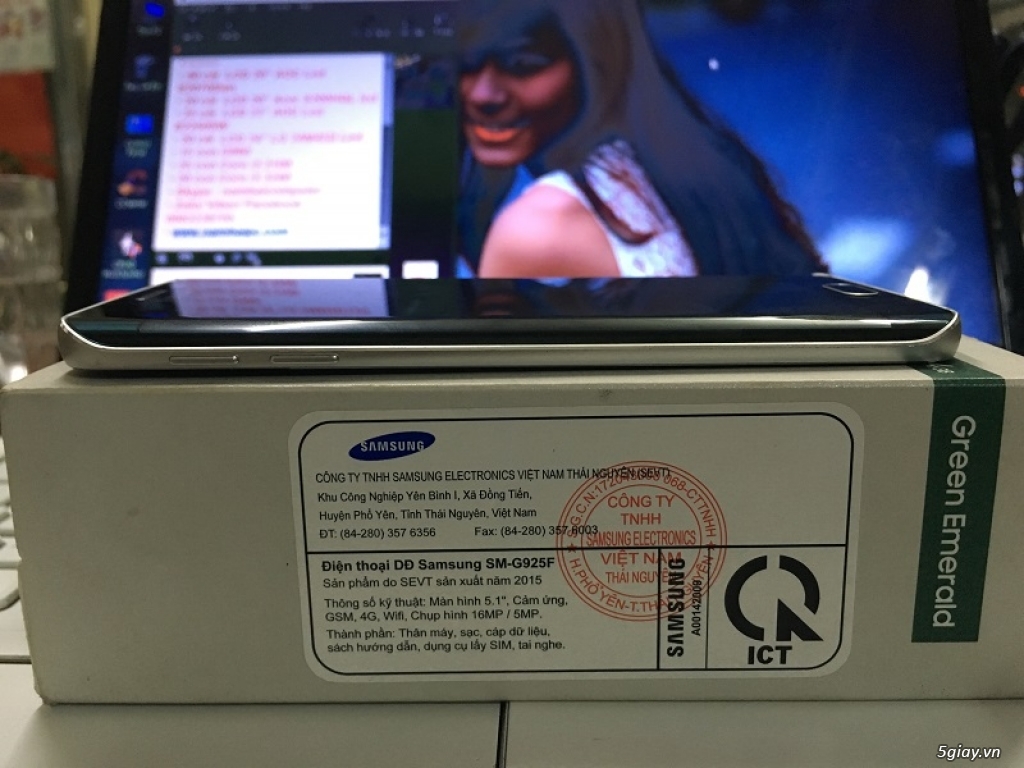 SAMSUNG
CÔNG TY TNHH SAMSUNG ELECTRONICS VIỆT NAM THÁI NGUYÊN (SEVT)
Khu Công Nghiệp Yên Bình I, Xã Đồng Tiến,
Huyện Phổ Yên, Tỉnh Thái Nguyên, Việt Nam
ĐT: (84-280) 357 6356 Fax: (84-280) 357 6003
Điện thoại DĐ Samsung SM-G925F
Sản phẩm do SEVT sản xuất năm 2015
Thông số kỹ thuật: Màn hình 5.1", Cảm ứng,
GSM, 4G, Wifi, Chụp hình 16MP / 5MP.
Thành phần: Thân máy, sạc, cáp dữ liệu,
sách hướng dẫn, dụng cụ lấy SIM, tai nghe.
CÔNG TY
TNHH
SAMSUNG ELECTRONICS
VIỆT NAM
THÁI NGUYÊN
H.PHỔ YÊN-T.THÁI NGUYÊN
SAMSUNG
A00142009
ICT
Green Emerald
5giay.vn